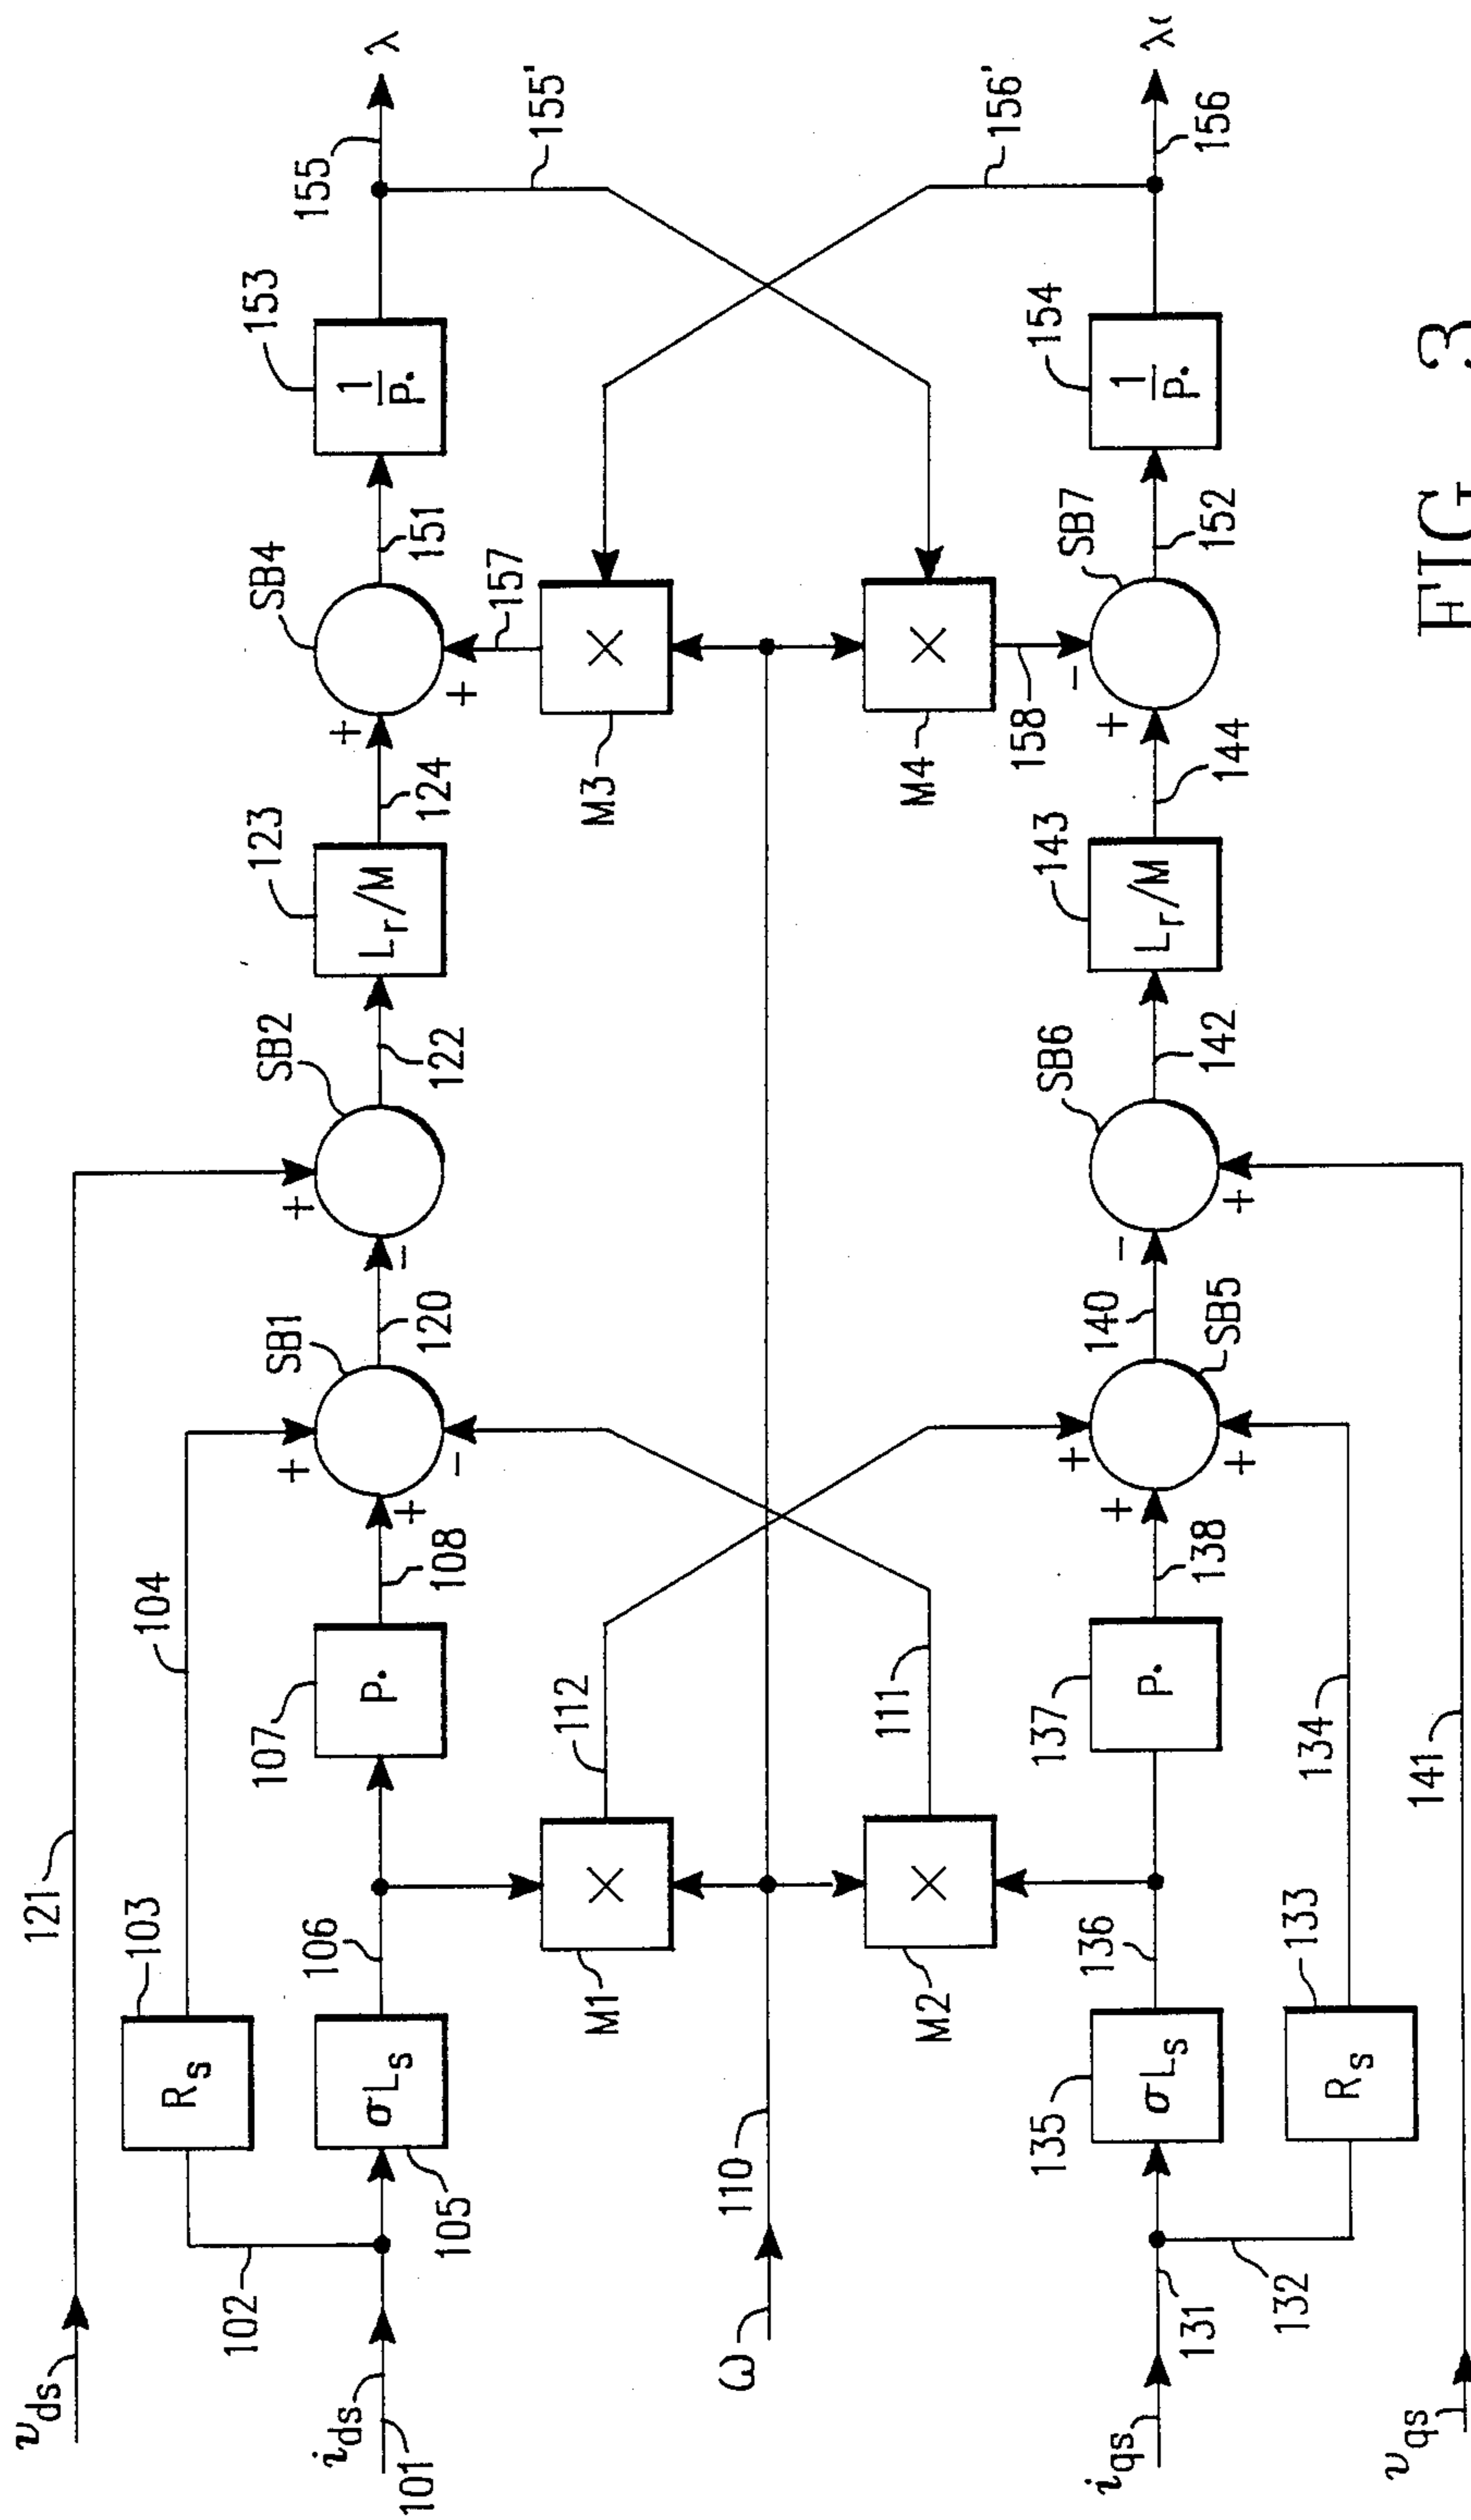 v_ds
121
103
104
R_s
102
i_ds
101
σL_s
105
106
107
P.
108
SB1
+
+
-
120
SB2
+
-
122
123
L_r/M
124
SB4
+
+
151
153
1/P.
155
λ
155'
M1
×
112
M3
×
157
ω
110
M2
×
111
M4
×
158
156'
i_qs
131
132
135
σL_s
136
137
P.
138
SB5
+
+
+
140
SB6
-
+
142
143
L_r/M
144
SB7
+
-
152
154
1/P.
156
133
R_s
134
v_qs
141